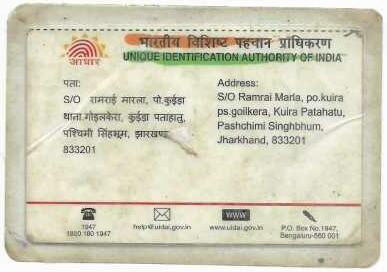 भारतीय विशिष्ट पहचान प्राधिकरण
UNIQUE IDENTIFICATION AUTHORITY OF INDIA
आधार
पता:
S/O रामराई मारला, पो.कुईड़ा
थाना.गोइलकेरा, कुईड़ा पताहातु,
पश्चिमी सिंहभूम, झारखण्ड
833201
Address:
S/O Ramrai Marla, po.kuira
ps.goilkera, Kuira Patahatu,
Paschimi Singhbhum,
Jharkhand, 833201
1947
1800 180 1947
help@uidai.gov.in
WWW
www.uidai.gov.in
P.O. Box No.1947,
Bengaluru-560 001